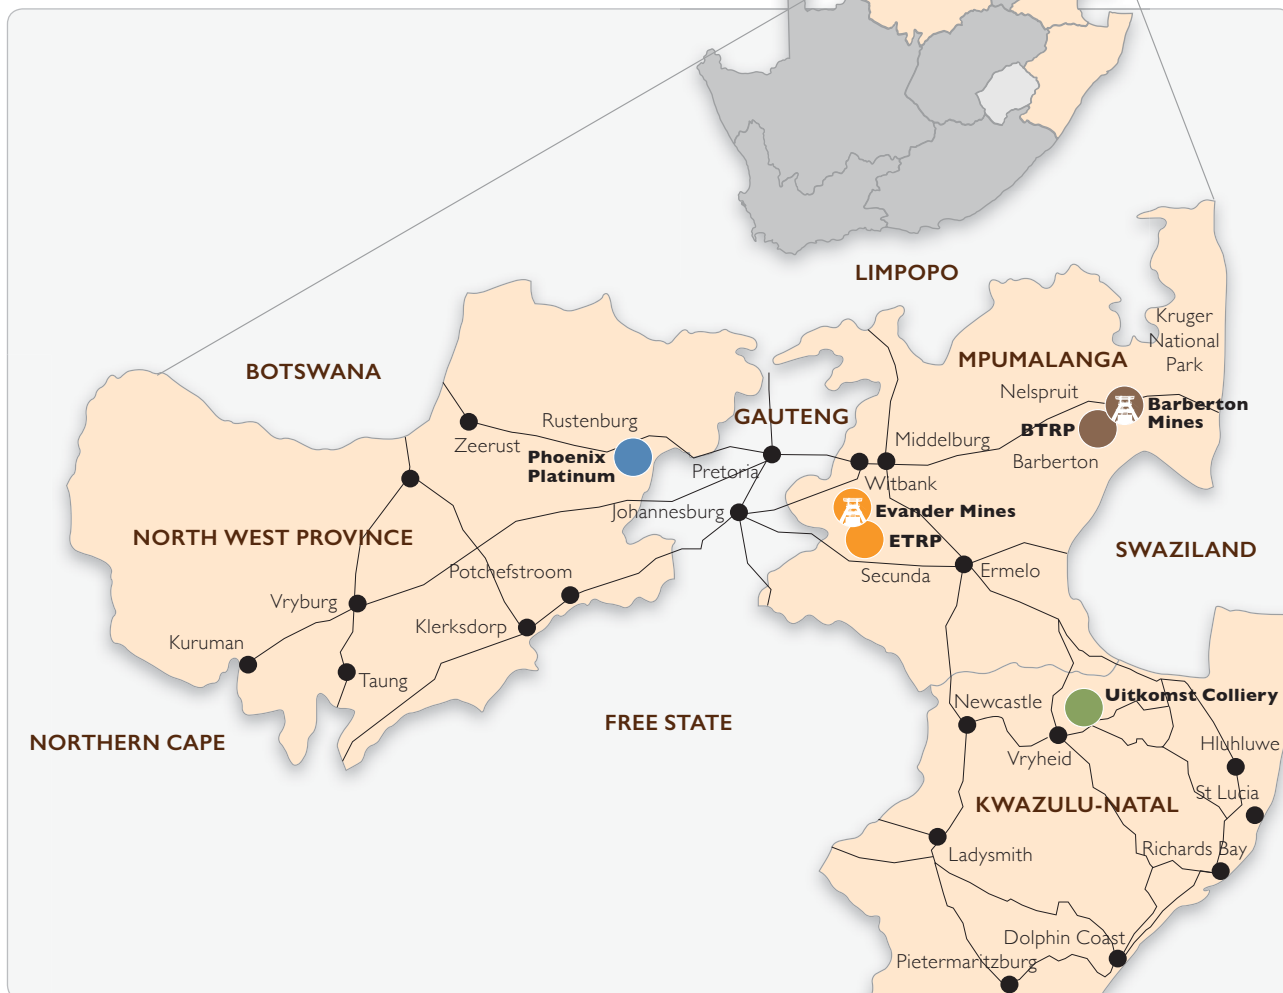 LIMPOPO
Kruger
National
Park
MPUMALANGA
BOTSWANA
Nelspruit
Barberton
Mines
GAUTENG
Rustenburg
BTRP
Zeerust
Middelburg
Phoenix
Platinum
Barberton
Pretoria
Witbank
Johannesburg
Evander Mines
NORTH WEST PROVINCE
ETRP
SWAZILAND
Potchefstroom
Secunda
Ermelo
Vryburg
Klerksdorp
Kuruman
Taung
Uitkomst Colliery
Newcastle
FREE STATE
NORTHERN CAPE
Hluhluwe
Vryheid
St Lucia
KWAZULU-NATAL
Richards Bay
Ladysmith
Dolphin Coast
Pietermaritzburg